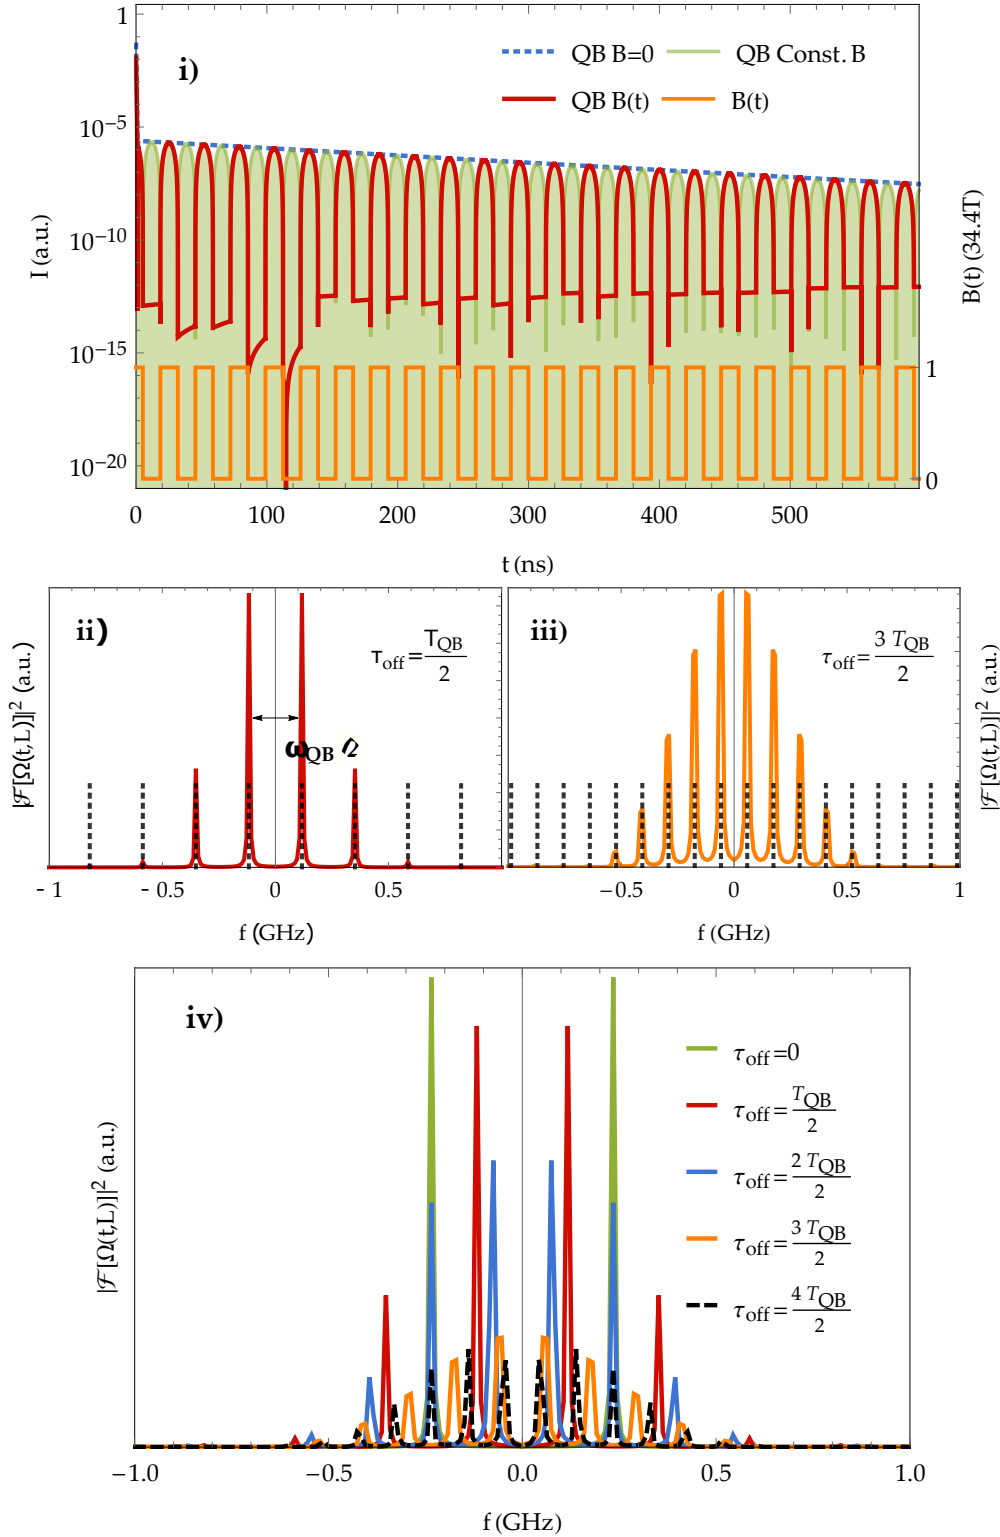 1
i)
QB B=0
QB Const. B
QB B(t)
B(t)
10^-5
10^-10
10^-15
10^-20
I (a.u.)
B(t) (34.4T)
1
0
0 100 200 300 400 500
t (ns)
ii)
τoff = TQB/2
ωQB /2
|ℱ[Ω(t,L)]|² (a.u.)
-1 -0.5 0 0.5
f (GHz)
iii)
τoff = 3 TQB/2
|ℱ[Ω(t,L)]|² (a.u.)
−0.5 0 0.5 1
f (GHz)
iv)
τoff=0
τoff = TQB/2
τoff = 2 TQB/2
τoff = 3 TQB/2
τoff = 4 TQB/2
|ℱ[Ω(t,L)]|² (a.u.)
−1.0 −0.5 0.0 0.5 1.0
f (GHz)